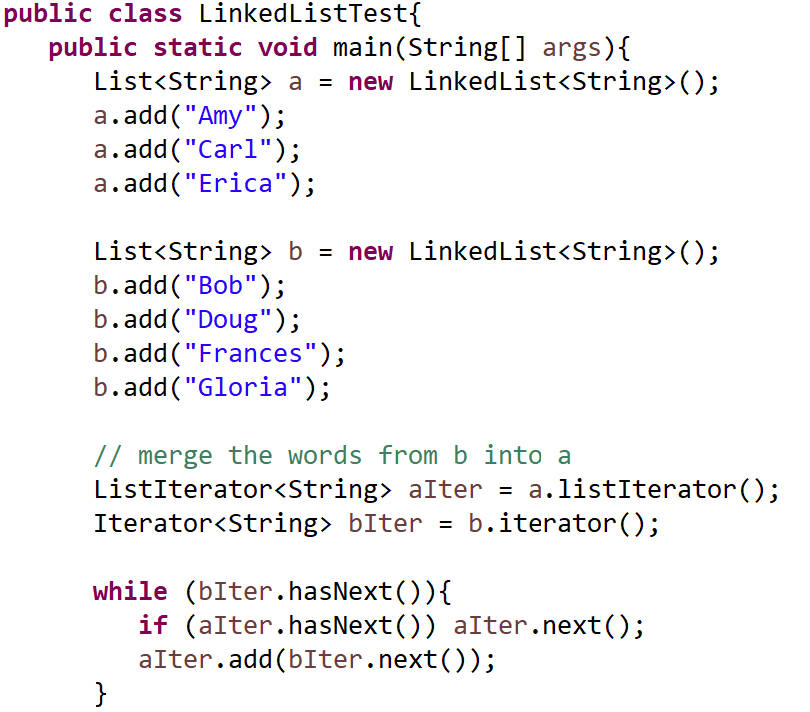 public class LinkedListTest{
   public static void main(String[] args){
      List<String> a = new LinkedList<String>();
      a.add("Amy");
      a.add("Carl");
      a.add("Erica");

      List<String> b = new LinkedList<String>();
      b.add("Bob");
      b.add("Doug");
      b.add("Frances");
      b.add("Gloria");

      // merge the words from b into a
      ListIterator<String> aIter = a.listIterator();
      Iterator<String> bIter = b.iterator();

      while (bIter.hasNext()){
         if (aIter.hasNext()) aIter.next();
         aIter.add(bIter.next());
      }